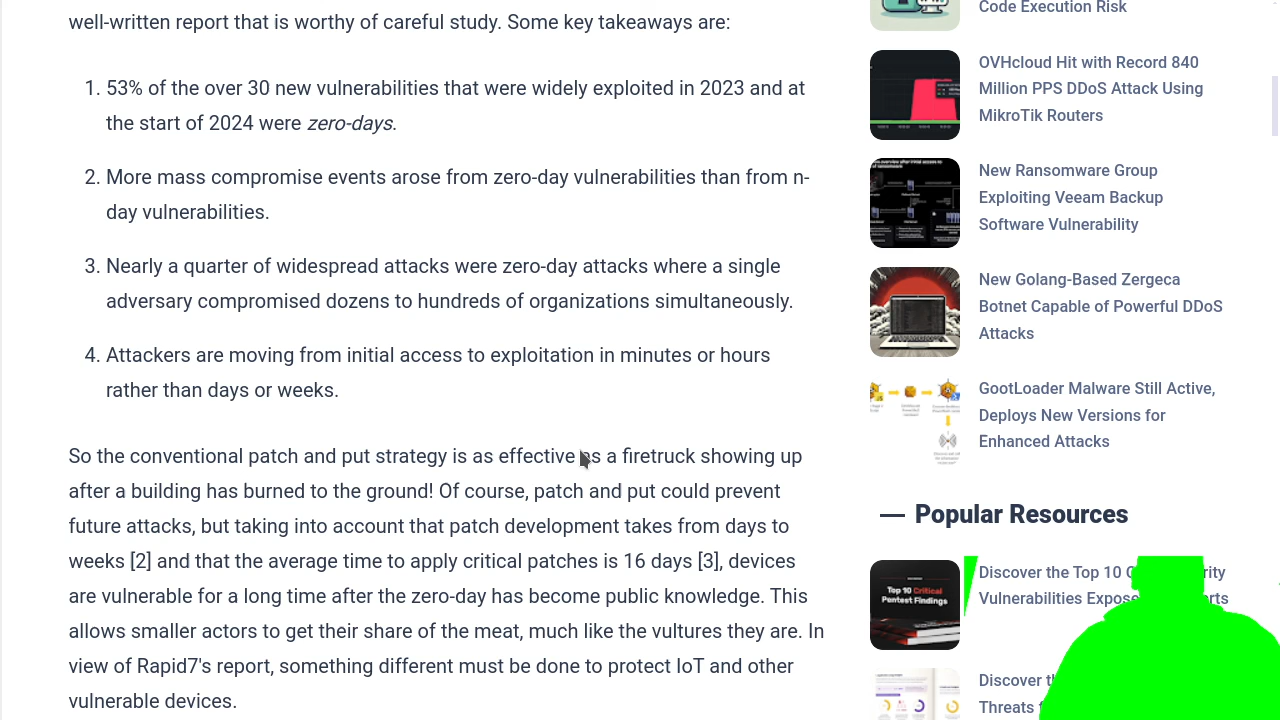 well-written report that is worthy of careful study. Some key takeaways are:
1. 53% of the over 30 new vulnerabilities that were widely exploited in 2023 and at
the start of 2024 were zero-days.
2. More mass compromise events arose from zero-day vulnerabilities than from n-
day vulnerabilities.
3. Nearly a quarter of widespread attacks were zero-day attacks where a single
adversary compromised dozens to hundreds of organizations simultaneously.
4. Attackers are moving from initial access to exploitation in minutes or hours
rather than days or weeks.
So the conventional patch and put strategy is as effective as a firetruck showing up
after a building has burned to the ground! Of course, patch and put could prevent
future attacks, but taking into account that patch development takes from days to
weeks [2] and that the average time to apply critical patches is 16 days [3], devices
are vulnerable for a long time after the zero-day has become public knowledge. This
allows smaller actors to get their share of the meat, much like the vultures they are. In
view of Rapid7's report, something different must be done to protect IoT and other
vulnerable devices.
Code Execution Risk
OVHcloud Hit with Record 840
Million PPS DDoS Attack Using
MikroTik Routers
New Ransomware Group
Exploiting Veeam Backup
Software Vulnerability
New Golang-Based Zergeca
Botnet Capable of Powerful DDoS
Attacks
GootLoader Malware Still Active,
Deploys New Versions for
Enhanced Attacks
Popular Resources
Top 10 Critical
Pentest Findings
Discover the Top 10
Vulnerabilities
Discover
Threats